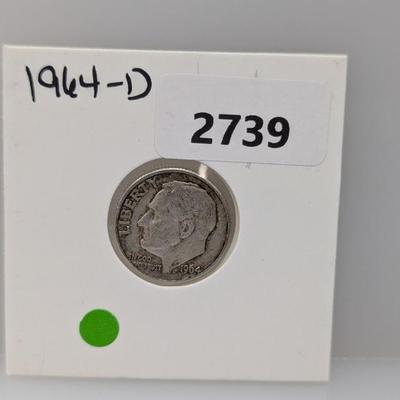 1964-D
2739
LIBERTY
IN GOD
WE TRUST
1964